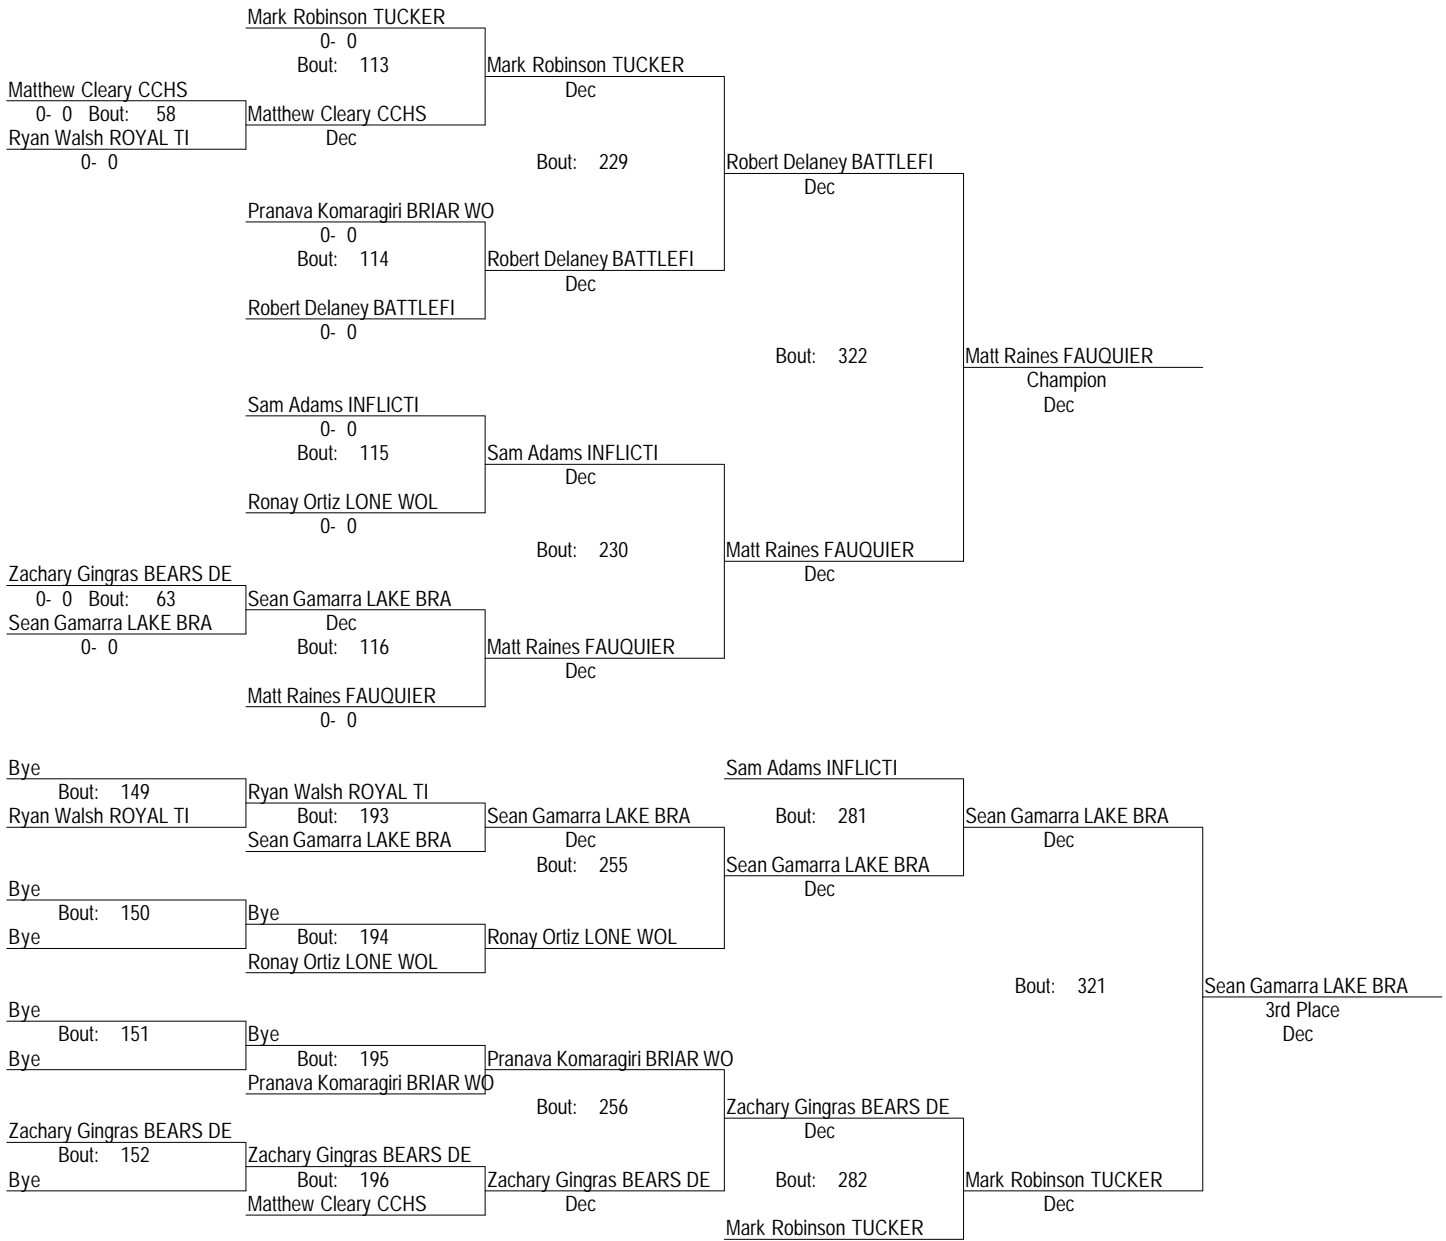 Mark Robinson TUCKER
0- 0
Bout: 113
Mark Robinson TUCKER
Dec
Matthew Cleary CCHS
0- 0 Bout: 58
Matthew Cleary CCHS
Ryan Walsh ROYAL TI
Dec
0- 0
Bout: 229
Robert Delaney BATTLEFI
Dec
Pranava Komaragiri BRIAR WO
0- 0
Bout: 114
Robert Delaney BATTLEFI
Dec
Robert Delaney BATTLEFI
0- 0
Bout: 322
Matt Raines FAUQUIER
Champion
Dec
Sam Adams INFLICTI
0- 0
Bout: 115
Sam Adams INFLICTI
Dec
Ronay Ortiz LONE WOL
0- 0
Bout: 230
Matt Raines FAUQUIER
Dec
Zachary Gingras BEARS DE
0- 0 Bout: 63
Sean Gamarra LAKE BRA
Sean Gamarra LAKE BRA
Dec
0- 0
Bout: 116
Matt Raines FAUQUIER
Dec
Matt Raines FAUQUIER
0- 0
Bye
Sam Adams INFLICTI
Bout: 149
Ryan Walsh ROYAL TI
Ryan Walsh ROYAL TI
Bout: 193
Sean Gamarra LAKE BRA
Bout: 281
Sean Gamarra LAKE BRA
Sean Gamarra LAKE BRA
Dec
Dec
Bout: 255
Sean Gamarra LAKE BRA
Dec
Bye
Bout: 150
Bye
Bye
Bout: 194
Ronay Ortiz LONE WOL
Ronay Ortiz LONE WOL
Bout: 321
Sean Gamarra LAKE BRA
3rd Place
Dec
Bye
Bout: 151
Bye
Bye
Bout: 195
Pranava Komaragiri BRIAR WO
Pranava Komaragiri BRIAR WO
Bout: 256
Zachary Gingras BEARS DE
Dec
Zachary Gingras BEARS DE
Bout: 152
Zachary Gingras BEARS DE
Bye
Bout: 196
Zachary Gingras BEARS DE
Bout: 282
Mark Robinson TUCKER
Matthew Cleary CCHS
Dec
Dec
Mark Robinson TUCKER